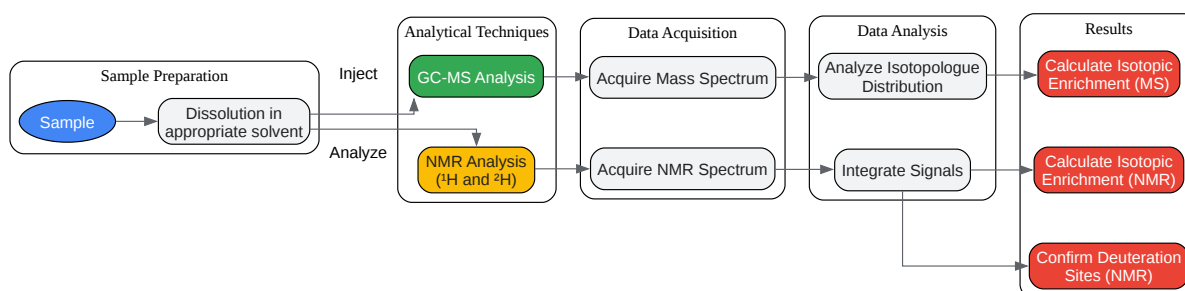 Sample Preparation
Sample
Dissolution in
appropriate solvent
Inject
Analyze
Analytical Techniques
GC-MS Analysis
NMR Analysis
(¹H and ²H)
Data Acquisition
Acquire Mass Spectrum
Acquire NMR Spectrum
Data Analysis
Analyze Isotopologue
Distribution
Integrate Signals
Results
Calculate Isotopic
Enrichment (MS)
Calculate Isotopic
Enrichment (NMR)
Confirm Deuteration
Sites (NMR)